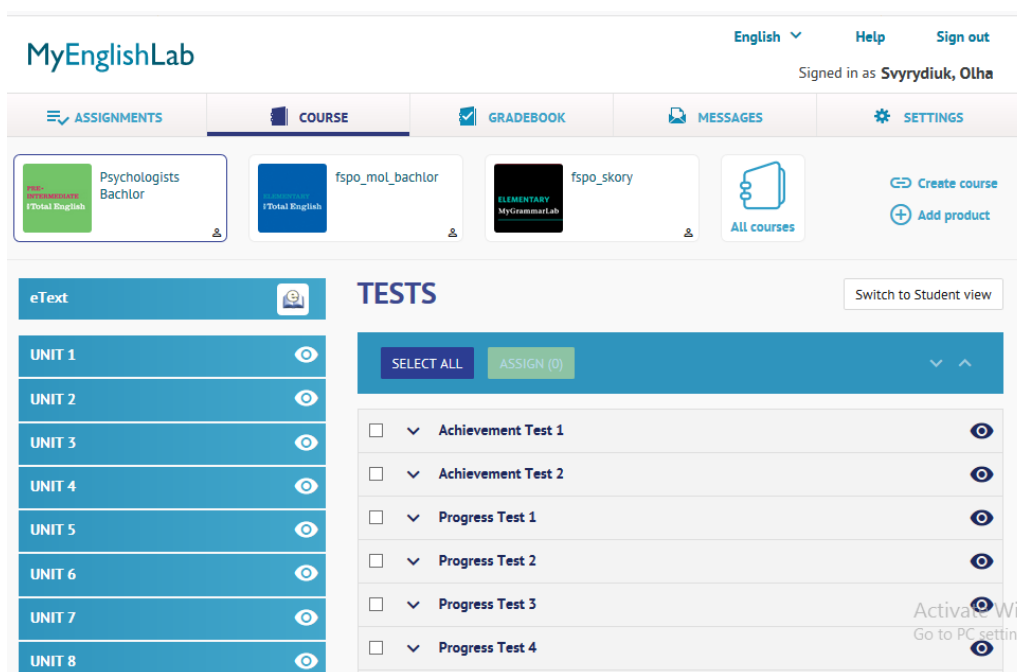 MyEnglishLab
English
Help
Sign out
Signed in as Svyrydiuk, Olha
ASSIGNMENTS
COURSE
GRADEBOOK
MESSAGES
SETTINGS
PRE-
INTERMEDIATE
Total English
Psychologists
Bachlor
ELEMENTARY
Total English
fspo_mol_bachlor
ELEMENTARY
MyGrammarLab
fspo_skory
All courses
Create course
Add product
eText
UNIT 1
UNIT 2
UNIT 3
UNIT 4
UNIT 5
UNIT 6
UNIT 7
UNIT 8
TESTS
Switch to Student view
SELECT ALL
ASSIGN (0)
Achievement Test 1
Achievement Test 2
Progress Test 1
Progress Test 2
Progress Test 3
Progress Test 4
Activate Wi
Go to PC settin